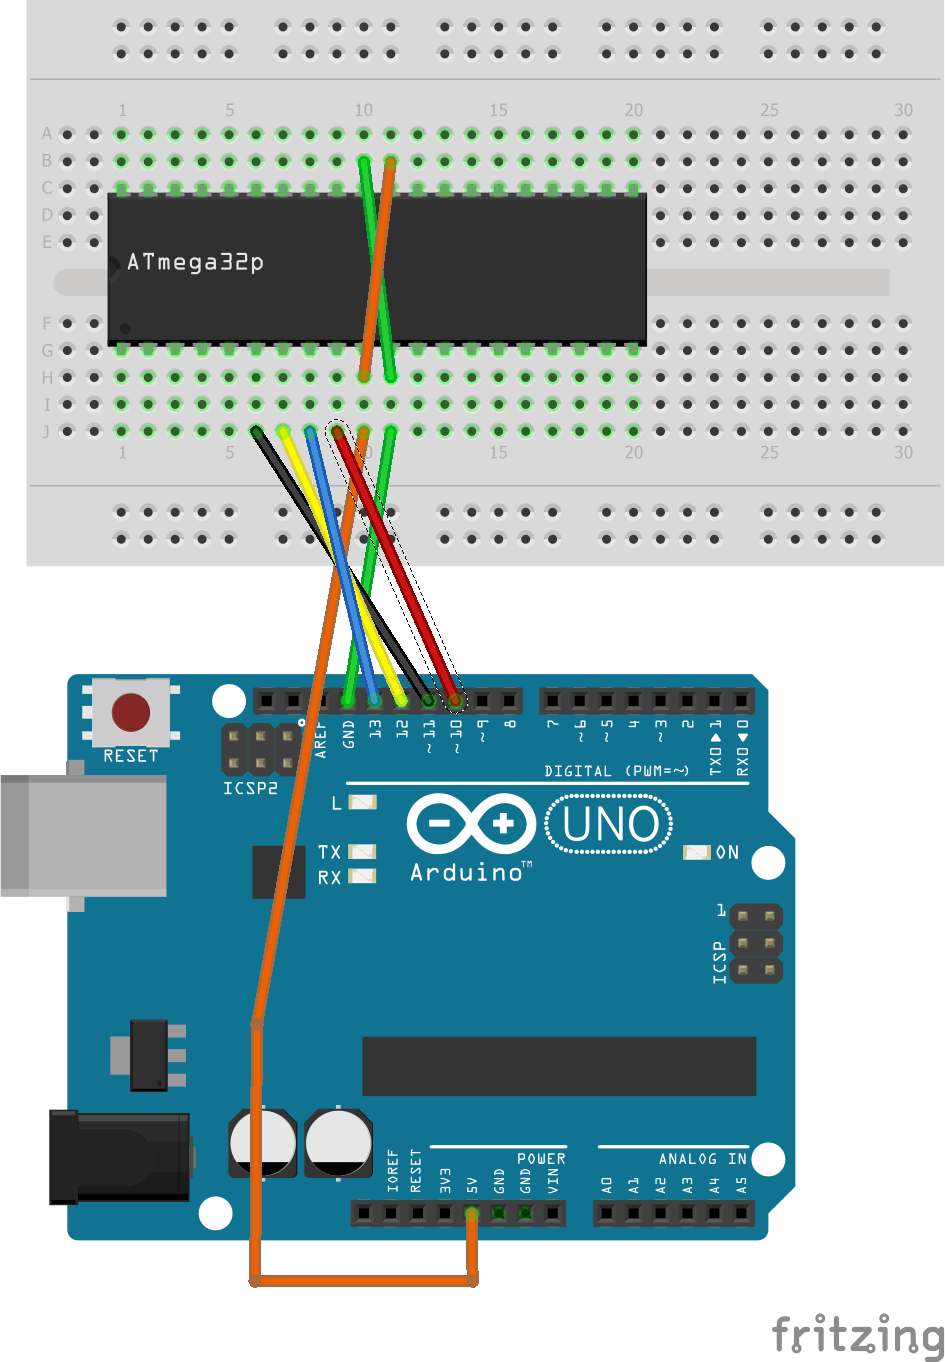 1 5 10 15 20 25 30
A
B
C
D
E
ATmega32p
F
G
H
I
J
1 5 10 15 20 25 30
RESET
ICSP2
AREF
GND
13
12
~11
~10
~9
8
7
~6
~5
4
~3
2
TX0▶1
RX0◀0
DIGITAL (PWM=~)
L
TX
RX
UNO
Arduino™
ON
1
ICSP
POWER
ANALOG IN
IOREF
RESET
3V3
5V
GND
GND
VIN
A0
A1
A2
A3
A4
A5
fritzing